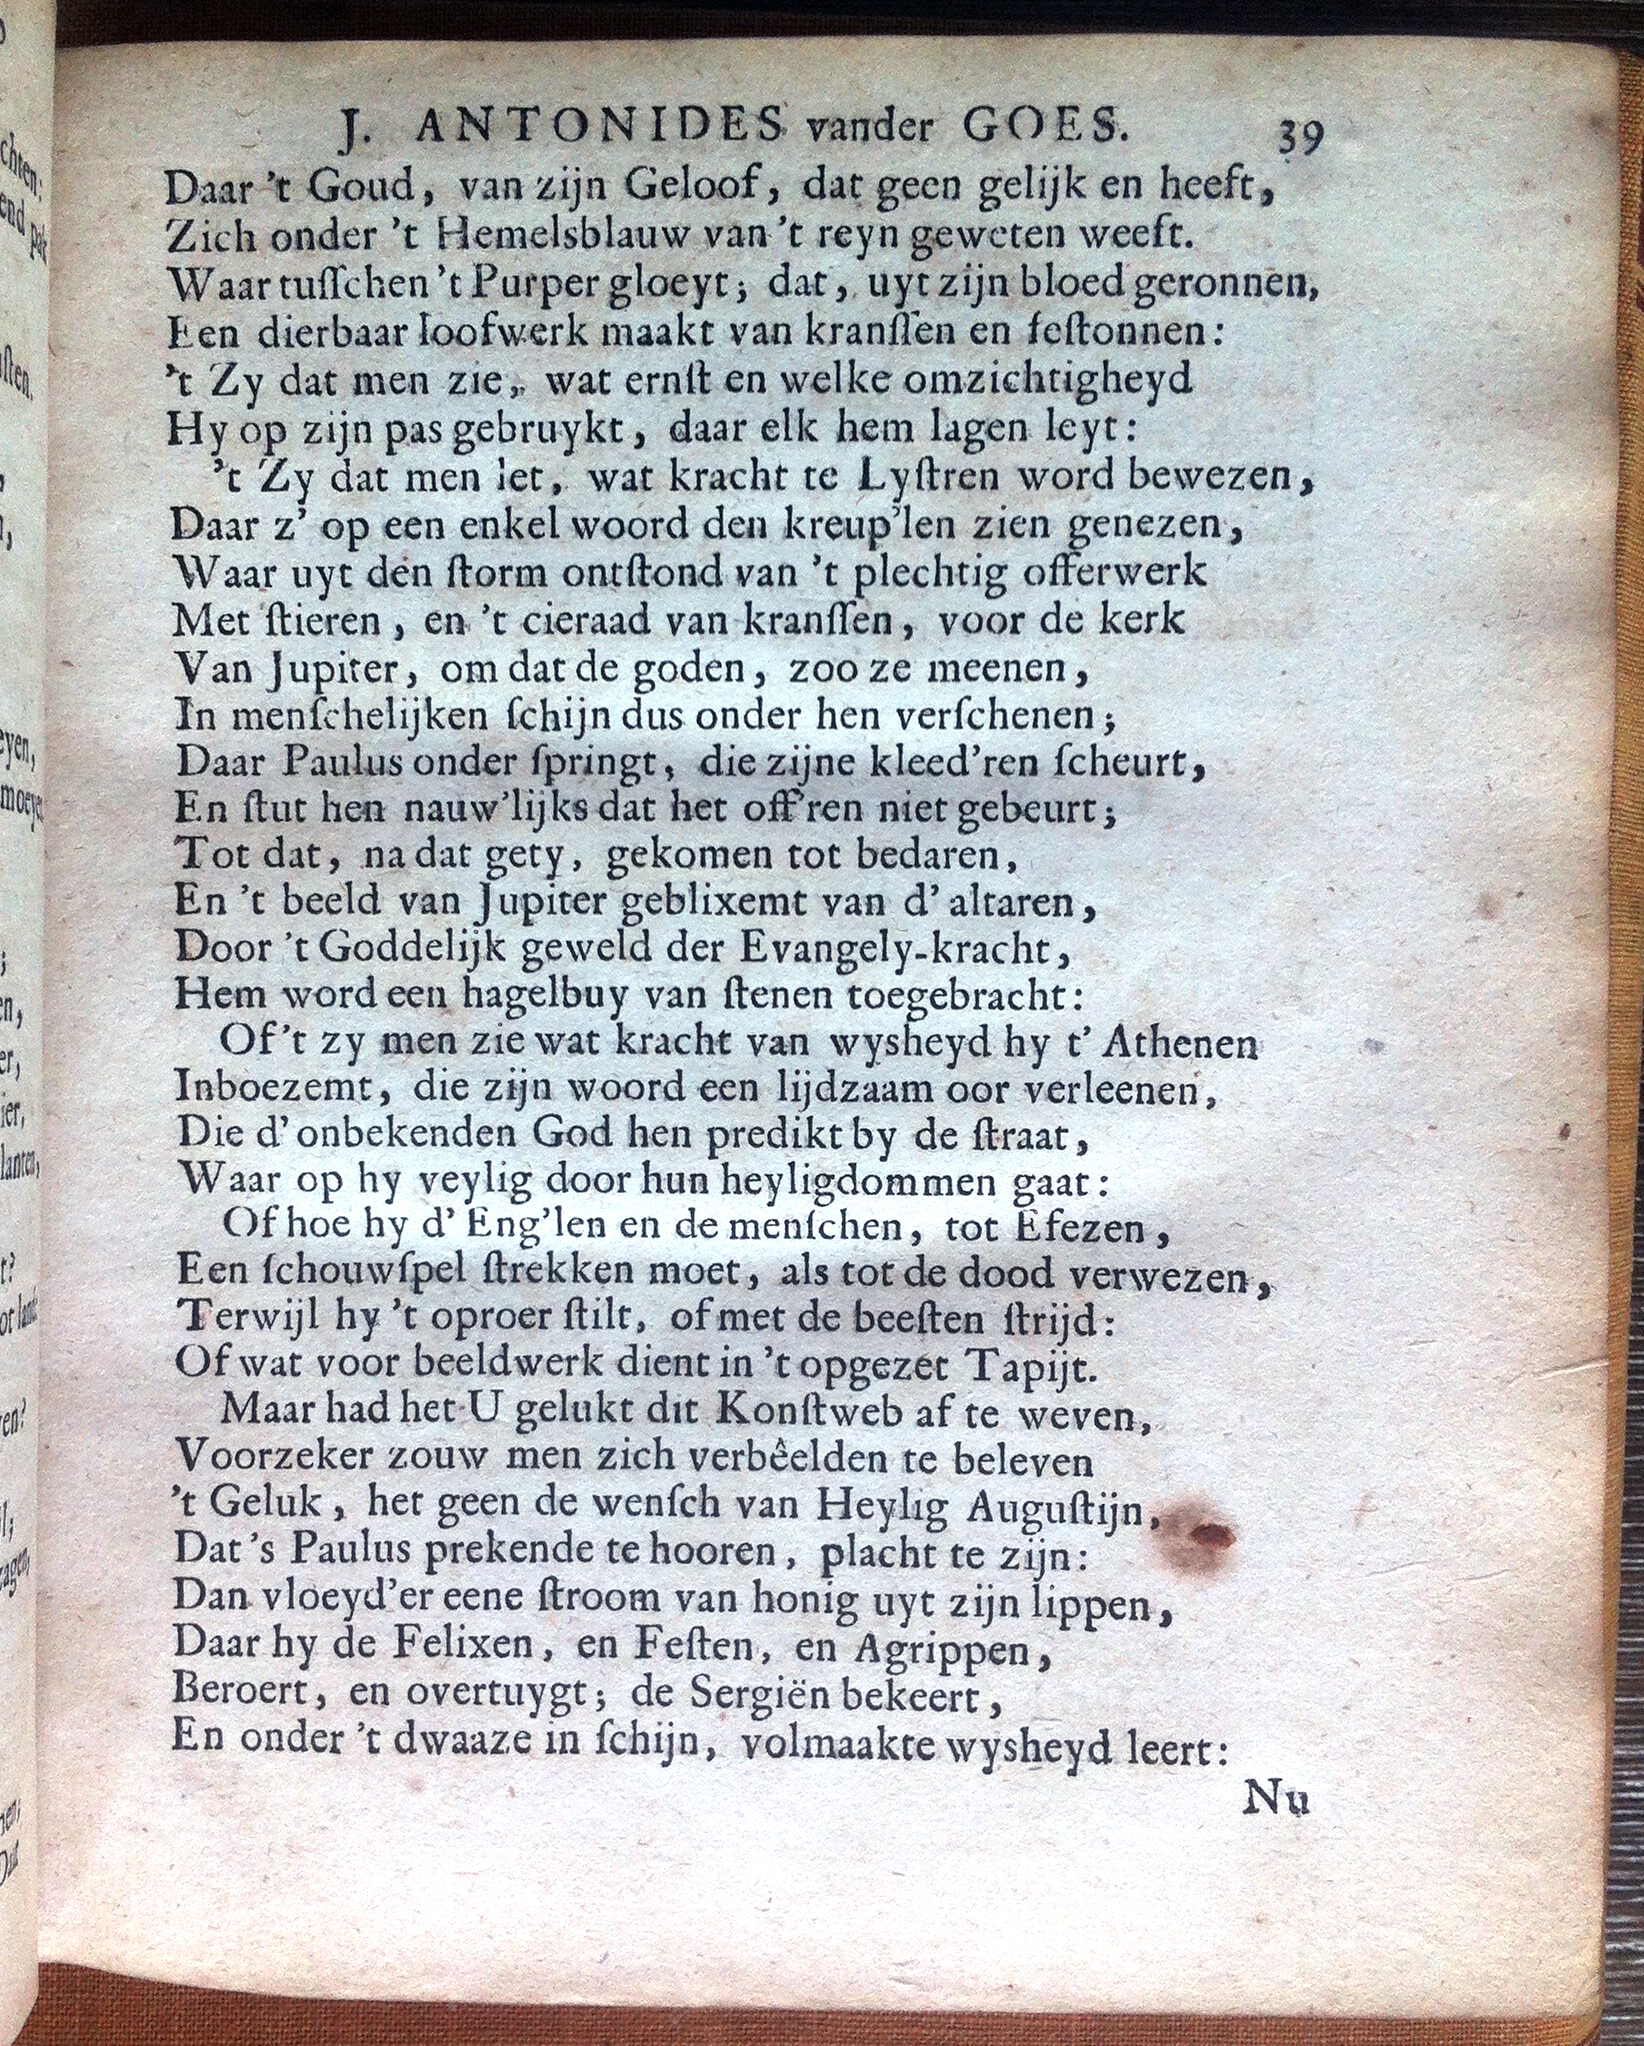 J. ANTONIDES vander GOES. 39
Daar 't Goud, van zijn Geloof, dat geen gelijk en heeft,
Zich onder 't Hemelsblauw van 't reyn geweten weeft.
Waar tuſſchen 't Purper gloeyt; dat, uyt zijn bloed geronnen,
Een dierbaar loofwerk maakt van kranſſen en feſtonnen:
't Zy dat men zie, wat ernſt en welke omzichtigheyd
Hy op zijn pas gebruykt, daar elk hem lagen leyt:
't Zy dat men let, wat kracht te Lyſtren word bewezen,
Daar z' op een enkel woord den kreup'len zien genezen,
Waar uyt den ſtorm ontſtond van 't plechtig offerwerk
Met ſtieren, en 't cieraad van kranſſen, voor de kerk
Van Jupiter, om dat de goden, zoo ze meenen,
In menſchelijken ſchijn dus onder hen verſchenen;
Daar Paulus onder ſpringt, die zijne kleed'ren ſcheurt,
En ſtut hen nauw'lijks dat het off'ren niet gebeurt;
Tot dat, na dat gety, gekomen tot bedaren,
En 't beeld van Jupiter geblixemt van d' altaren,
Door 't Goddelijk geweld der Evangely-kracht,
Hem word een hagelbuy van ſtenen toegebracht:
Of 't zy men zie wat kracht van wysheyd hy t' Athenen
Inboezemt, die zijn woord een lijdzaam oor verleenen,
Die d' onbekenden God hen predikt by de ſtraat,
Waar op hy veylig door hun heyligdommen gaat:
Of hoe hy d' Eng'len en de menſchen, tot Efezen,
Een ſchouwſpel ſtrekken moet, als tot de dood verwezen,
Terwijl hy 't oproer ſtilt, of met de beeſten ſtrijd:
Of wat voor beeldwerk dient in 't opgezet Tapijt.
Maar had het U gelukt dit Konſtweb af te weven,
Voorzeker zouw men zich verbêelden te beleven
't Geluk, het geen de wenſch van Heylig Auguſtijn,
Dat 's Paulus prekende te hooren, placht te zijn:
Dan vloeyd'er eene ſtroom van honig uyt zijn lippen,
Daar hy de Felixen, en Feſten, en Agrippen,
Beroert, en overtuygt; de Sergiën bekeert,
En onder 't dwaaze in ſchijn, volmaakte wysheyd leert:
Nu